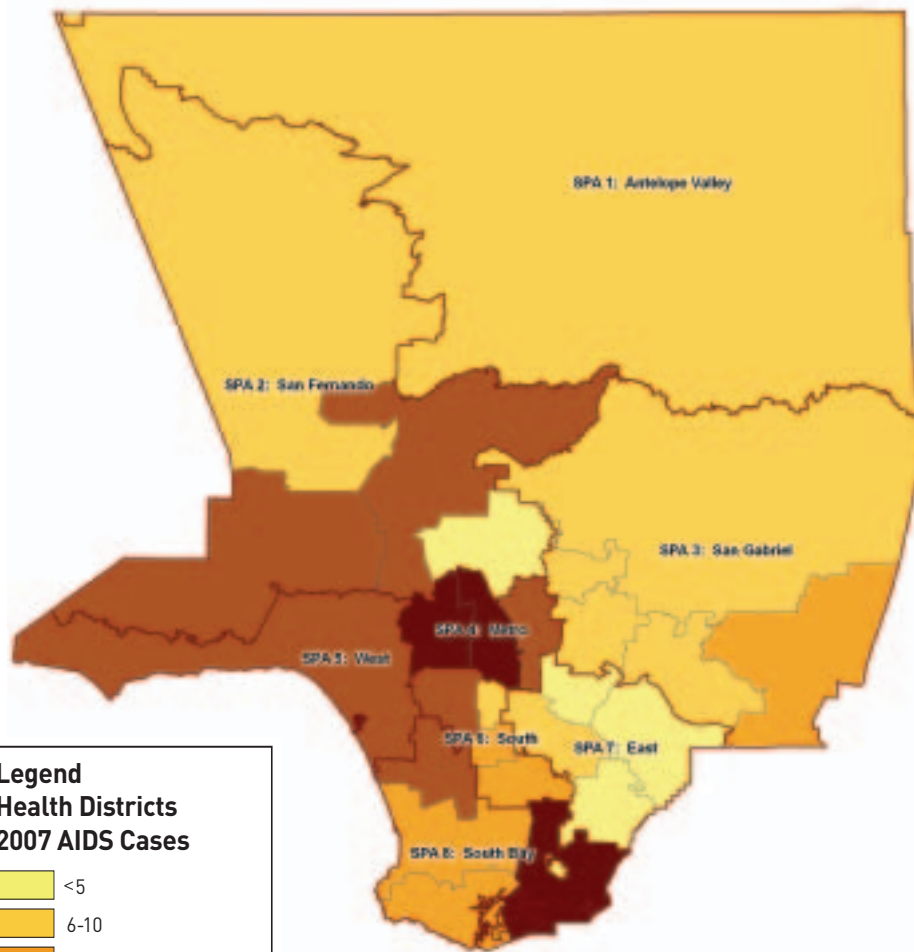 SPA 1: Antelope Valley
SPA 2: San Fernando
SPA 3: San Gabriel
SPA 4: Metro
SPA 5: West
SPA 6: South
SPA 7: East
SPA 8: South Bay
Legend
Health Districts
2007 AIDS Cases
<5
6-10